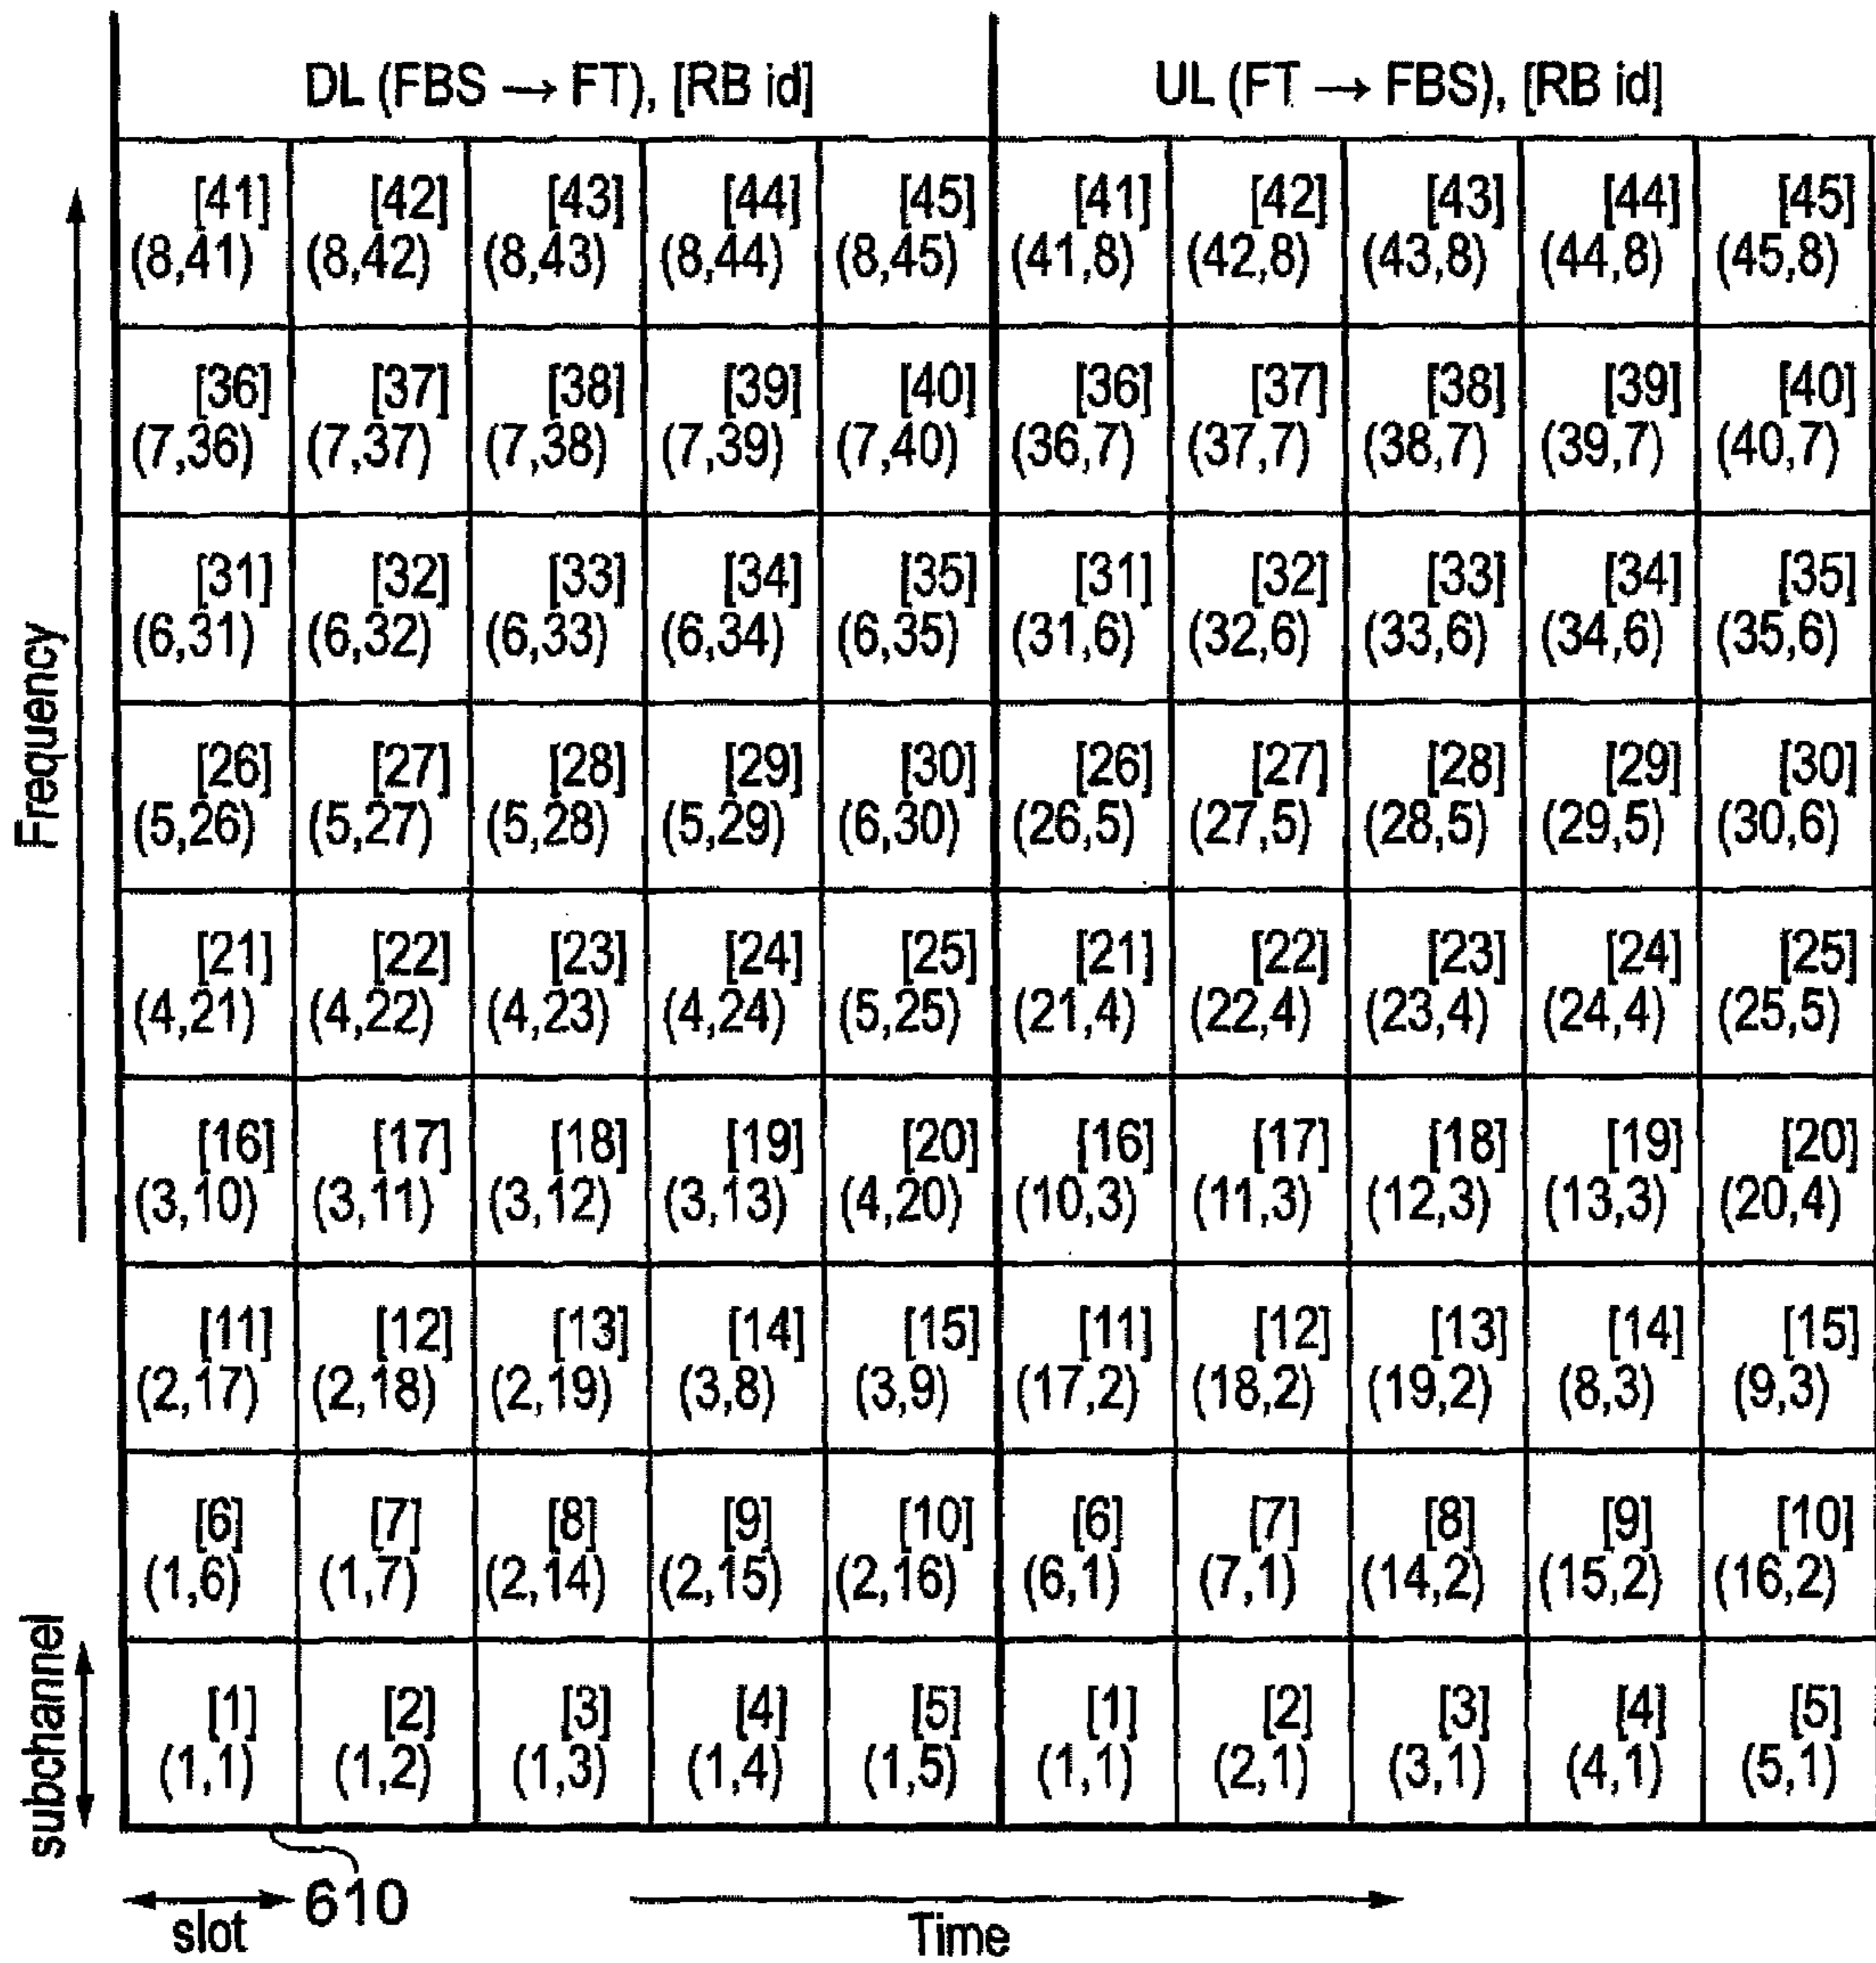 DL (FBS → FT), [RB id] UL (FT → FBS), [RB id]
[41] [42] [43] [44] [45] [41] [42] [43] [44] [45]
(8,41) (8,42) (8,43) (8,44) (8,45) (41,8) (42,8) (43,8) (44,8) (45,8)
[36] [37] [38] [39] [40] [36] [37] [38] [39] [40]
(7,36) (7,37) (7,38) (7,39) (7,40) (36,7) (37,7) (38,7) (39,7) (40,7)
[31] [32] [33] [34] [35] [31] [32] [33] [34] [35]
(6,31) (6,32) (6,33) (6,34) (6,35) (31,6) (32,6) (33,6) (34,6) (35,6)
[26] [27] [28] [29] [30] [26] [27] [28] [29] [30]
(5,26) (5,27) (5,28) (5,29) (6,30) (26,5) (27,5) (28,5) (29,5) (30,6)
[21] [22] [23] [24] [25] [21] [22] [23] [24] [25]
(4,21) (4,22) (4,23) (4,24) (5,25) (21,4) (22,4) (23,4) (24,4) (25,5)
[16] [17] [18] [19] [20] [16] [17] [18] [19] [20]
(3,10) (3,11) (3,12) (3,13) (4,20) (10,3) (11,3) (12,3) (13,3) (20,4)
[11] [12] [13] [14] [15] [11] [12] [13] [14] [15]
(2,17) (2,18) (2,19) (3,8) (3,9) (17,2) (18,2) (19,2) (8,3) (9,3)
[6] [7] [8] [9] [10] [6] [7] [8] [9] [10]
(1,6) (1,7) (2,14) (2,15) (2,16) (6,1) (7,1) (14,2) (15,2) (16,2)
[1] [2] [3] [4] [5] [1] [2] [3] [4] [5]
(1,1) (1,2) (1,3) (1,4) (1,5) (1,1) (2,1) (3,1) (4,1) (5,1)
Frequency
subchannel
slot
610
Time